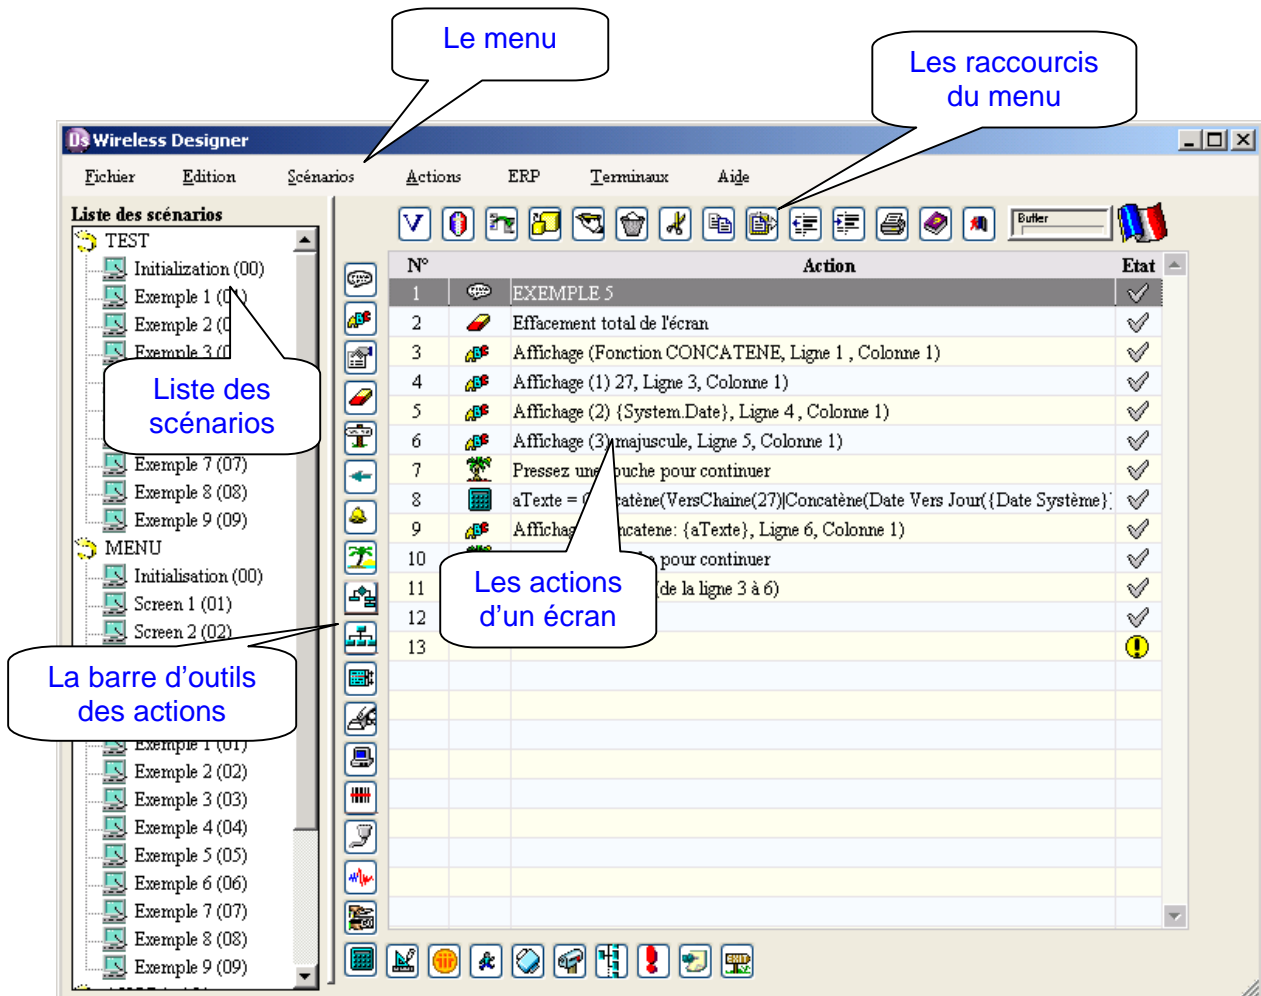 Le menu
Les raccourcis
du menu
Ds Wireless Designer
Fichier Edition Scénarios Actions ERP Terminaux Aide
Liste des scénarios
Butler
TEST
Initialization (00)
Exemple 1 (01)
Exemple 2 (0
Exemple 3 (0
Liste des
scénarios
Exemple 7 (07)
Exemple 8 (08)
Exemple 9 (09)
MENU
Initialisation (00)
Screen 1 (01)
Screen 2 (02)
La barre d’outils
des actions
Exemple 1 (01)
Exemple 2 (02)
Exemple 3 (03)
Exemple 4 (04)
Exemple 5 (05)
Exemple 6 (06)
Exemple 7 (07)
Exemple 8 (08)
Exemple 9 (09)
N° Action Etat
1 EXEMPLE 5
2 Effacement total de l'écran
3 Affichage (Fonction CONCATENE, Ligne 1 , Colonne 1)
4 Affichage (1) 27, Ligne 3, Colonne 1)
5 Affichage (2) {System.Date}, Ligne 4 , Colonne 1)
6 Affichage (3) majuscule, Ligne 5, Colonne 1)
7 Pressez une touche pour continuer
8 aTexte = Concatène(VersChaine(27)|Concatène(Date Vers Jour({Date Système}
9 Affichage ncatene: {aTexte}, Ligne 6, Colonne 1)
10 he pour continuer
11 (de la ligne 3 à 6)
12
13
Les actions
d’un écran